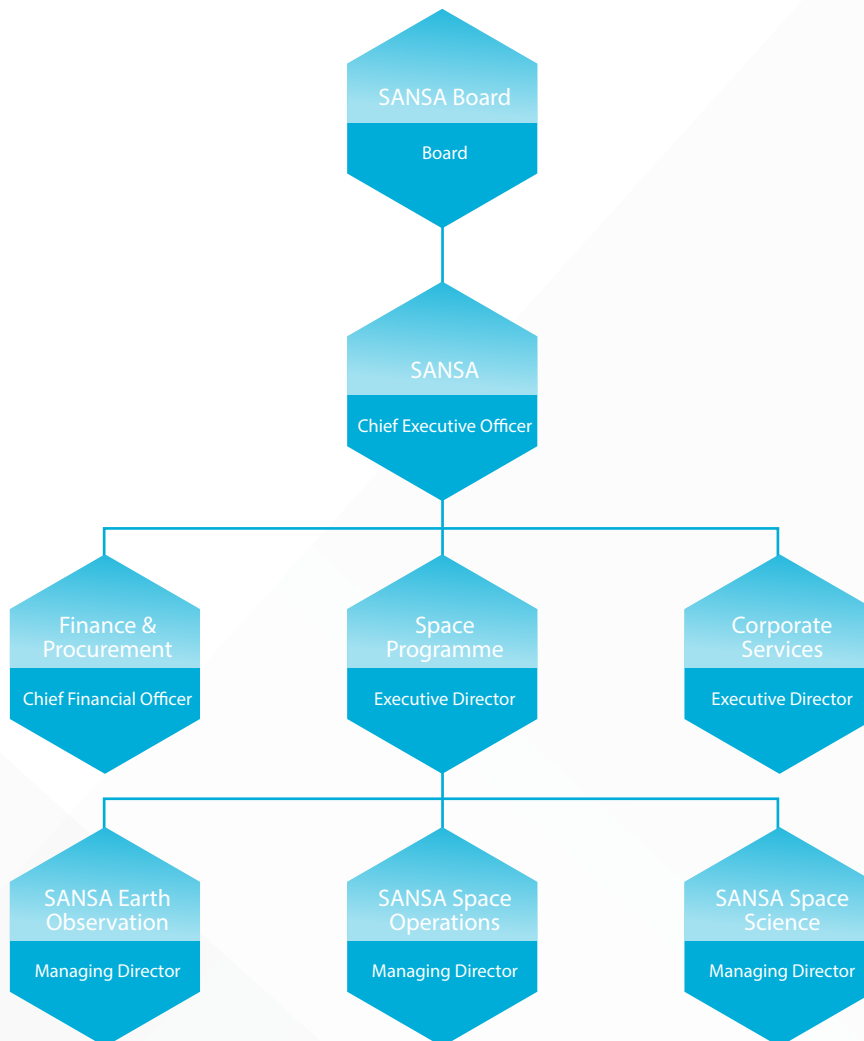 SANSA Board
Board
SANSA
Chief Executive Officer
Finance &
Procurement
Chief Financial Officer
Space
Programme
Executive Director
Corporate
Services
Executive Director
SANSA Earth
Observation
Managing Director
SANSA Space
Operations
Managing Director
SANSA Space
Science
Managing Director